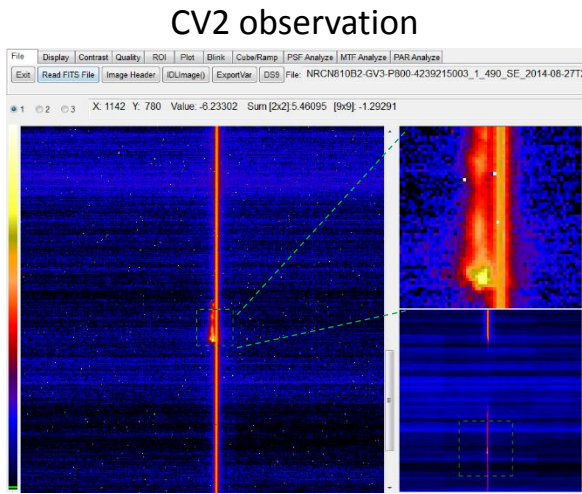 CV2 observation
File Display Contrast Quality ROI Plot Blink Cube/Ramp PSF Analyze MTF Analyze PAR Analyze
Exit Read FITS File Image Header IDLImage() ExportVar DS9 File: NRCN810B2-GV3-P800-4239215003_1_490_SE_2014-08-27T2
1 2 3 X: 1142 Y: 780 Value: -6.23302 Sum [2x2]:5.46095 [9x9]: -1.29291